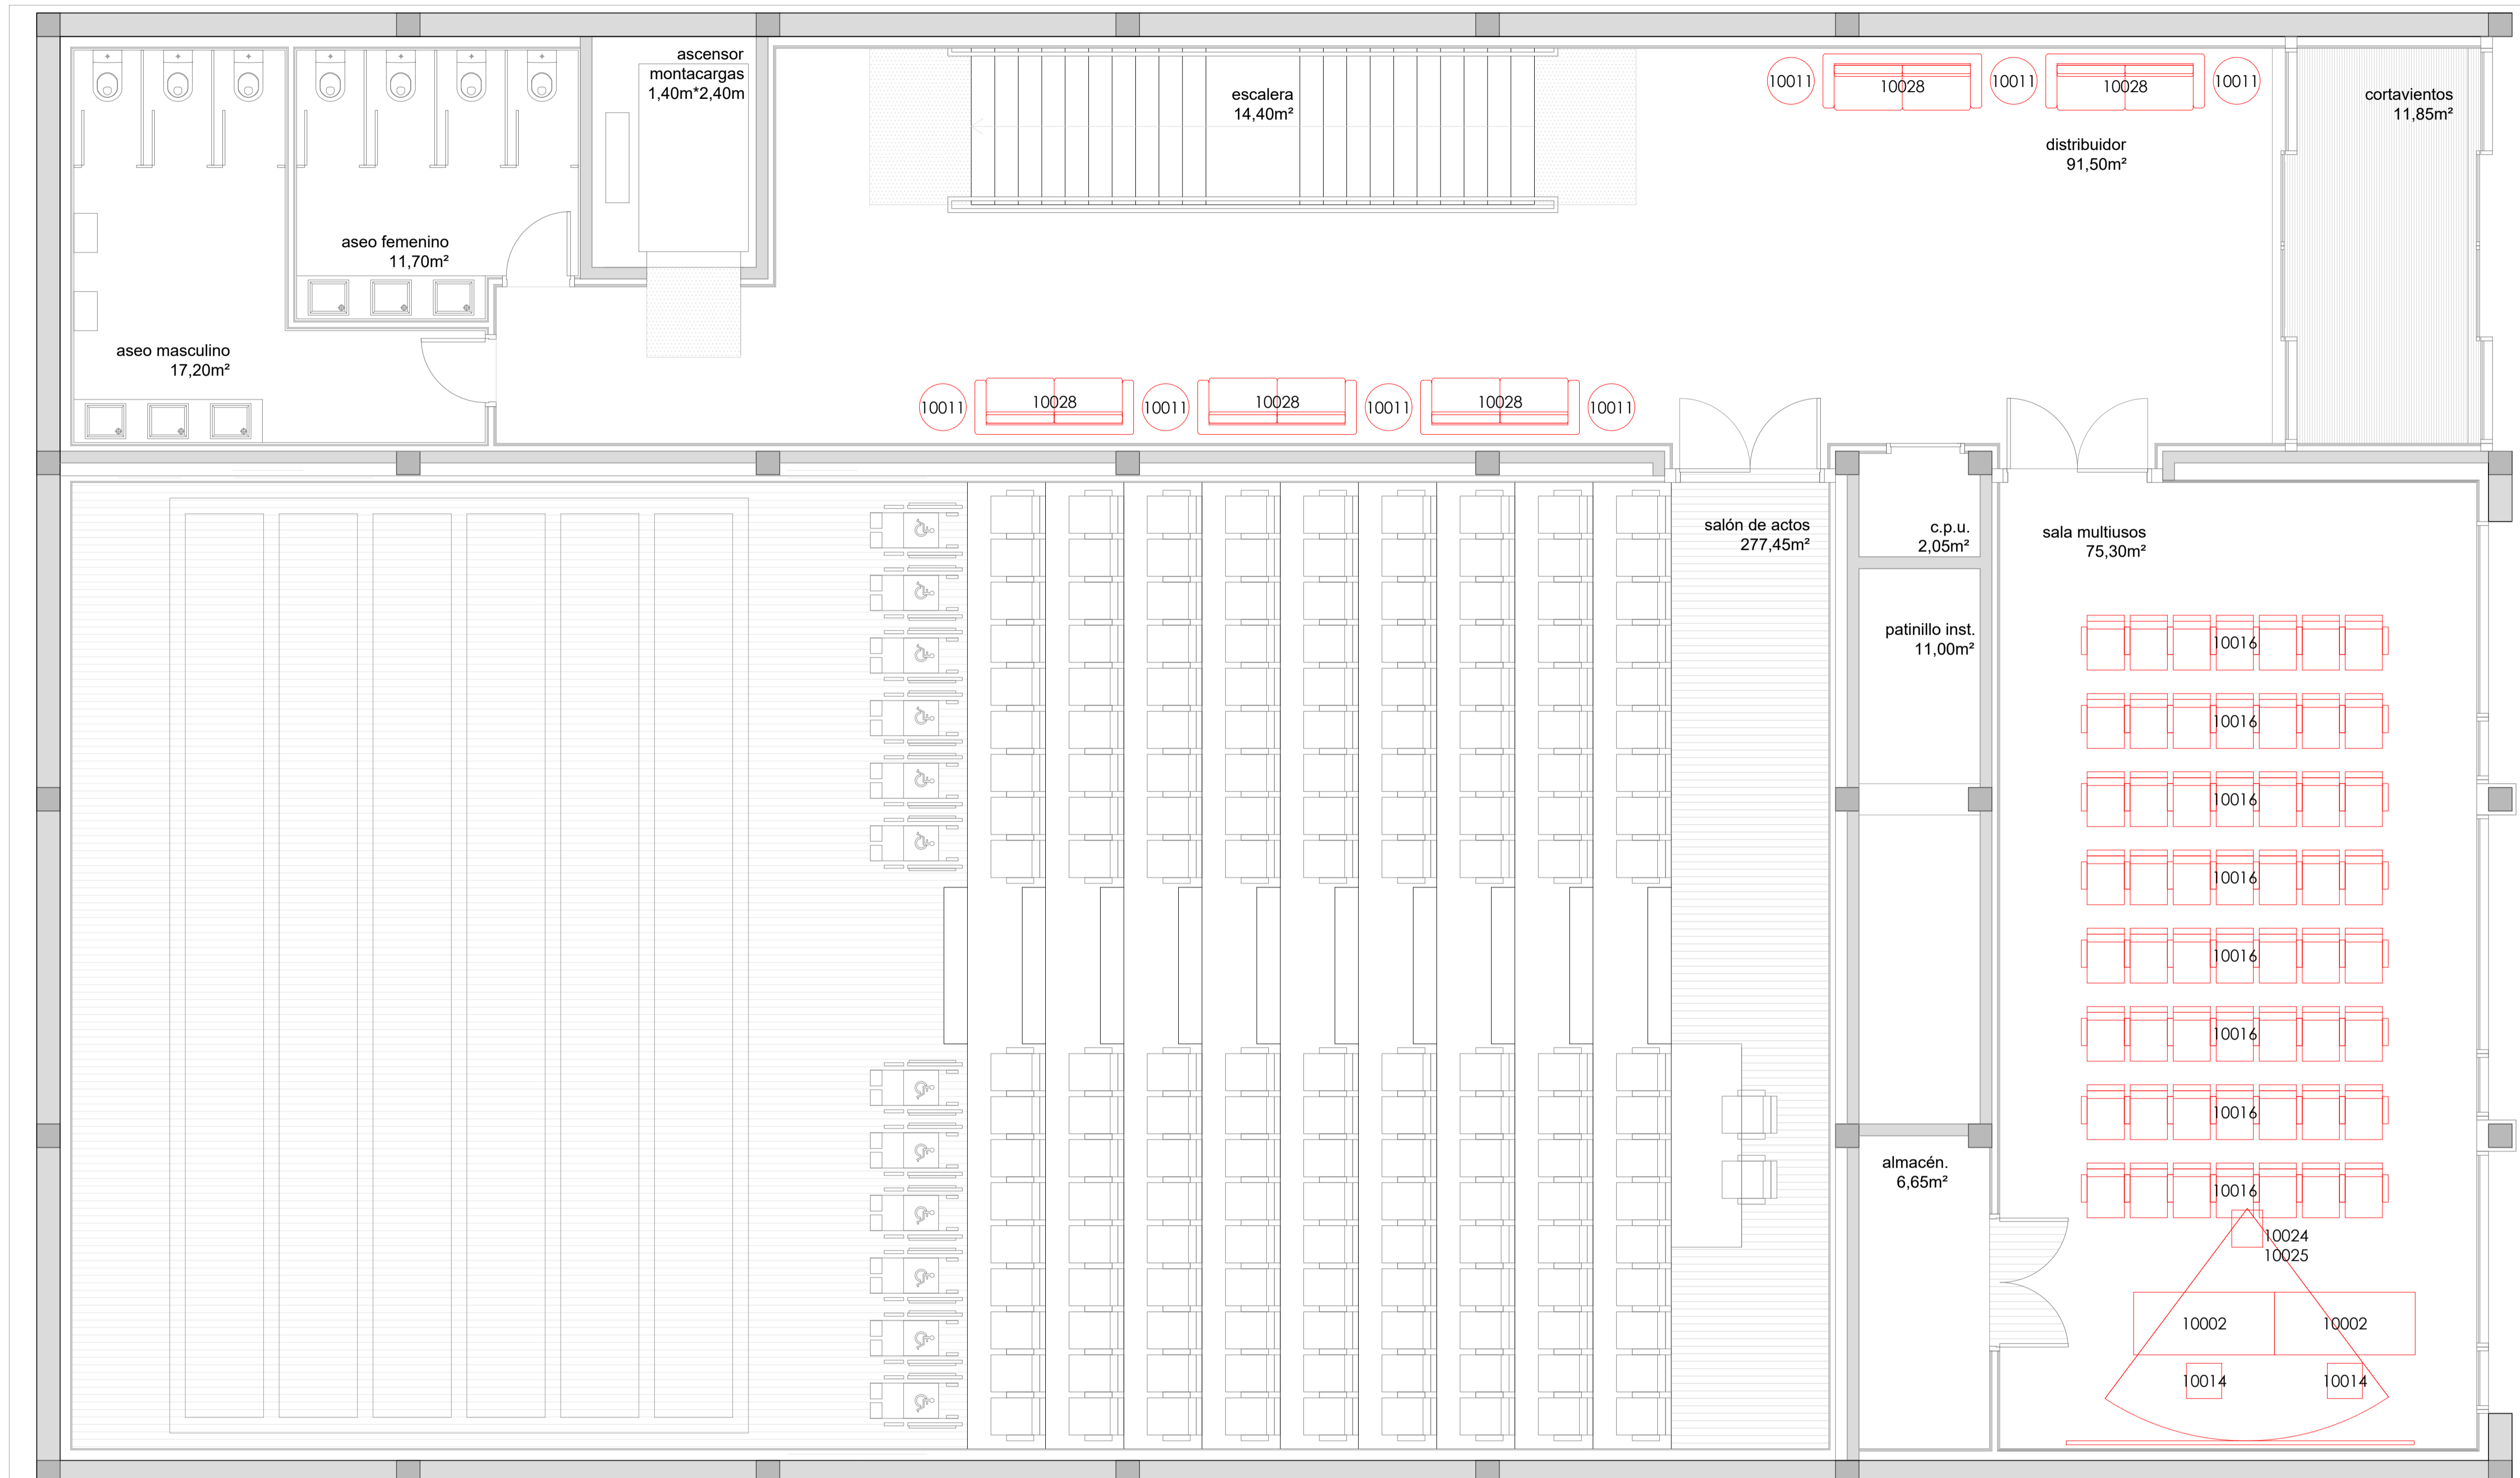 ascensor
montacargas
1,40m*2,40m
escalera
14,40m²
10011
10028
10011
10028
10011
cortavientos
11,85m²
distribuidor
91,50m²
aseo femenino
11,70m²
aseo masculino
17,20m²
10011
10028
10011
10028
10011
10028
10011
salón de actos
277,45m²
c.p.u.
2,05m²
sala multiusos
75,30m²
patinillo inst.
11,00m²
10016
10016
10016
10016
10016
10016
10016
10016
almacén.
6,65m²
10024
10025
10002
10002
10014
10014